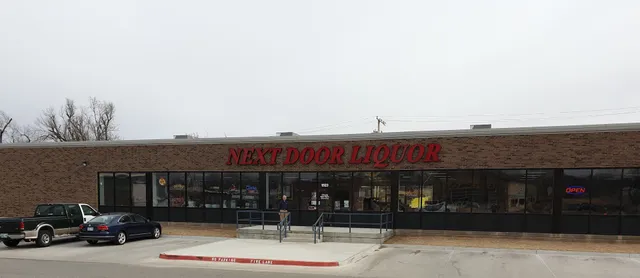 NEXT DOOR LIQUOR
OPEN
NO PARKING FIRE LANE